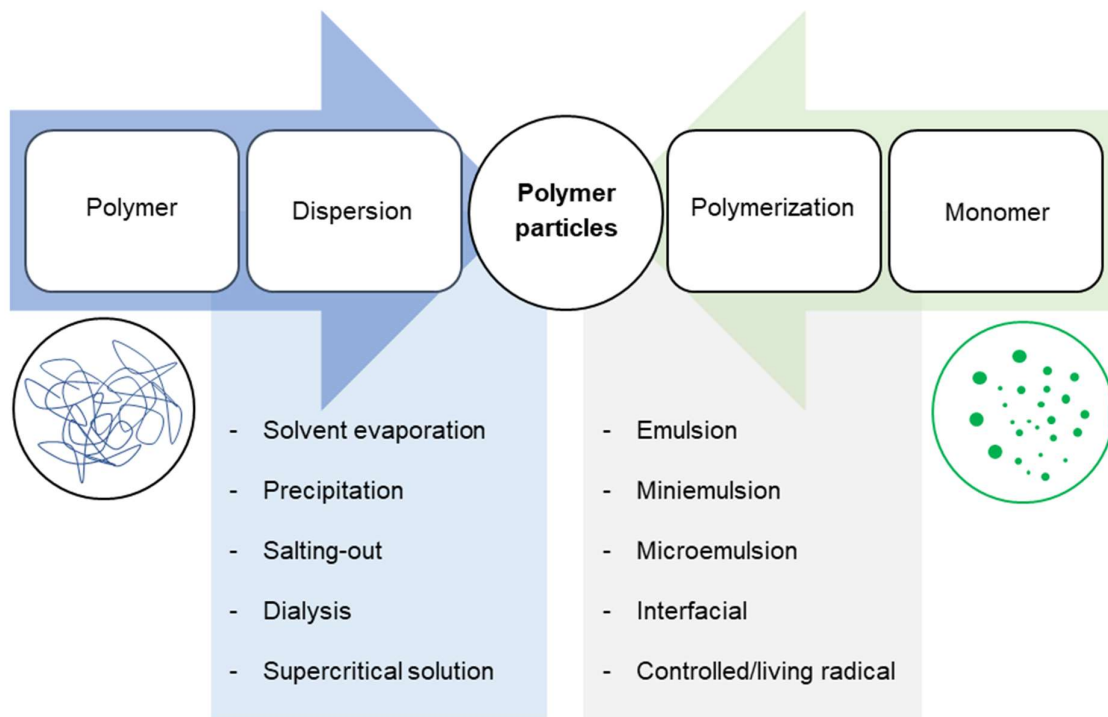 Polymer
Dispersion
Polymer
particles
Polymerization
Monomer
- Solvent evaporation
- Precipitation
- Salting-out
- Dialysis
- Supercritical solution
- Emulsion
- Miniemulsion
- Microemulsion
- Interfacial
- Controlled/living radical